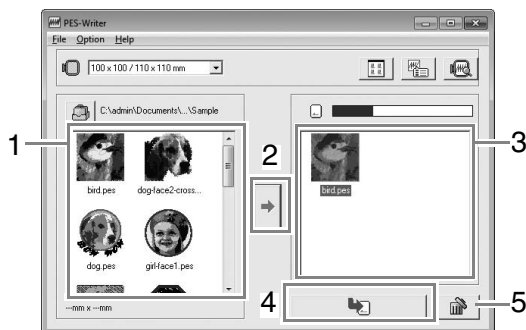 PES-Writer
File Option Help
100 x 100 / 110 x 110 mm
C:\admin\Documents\...\Sample
1
2
3
bird.pes
dog-face2-cross...
bird.pes
dog.pes
girl-face1.pes
4
5
---mm x ---mm